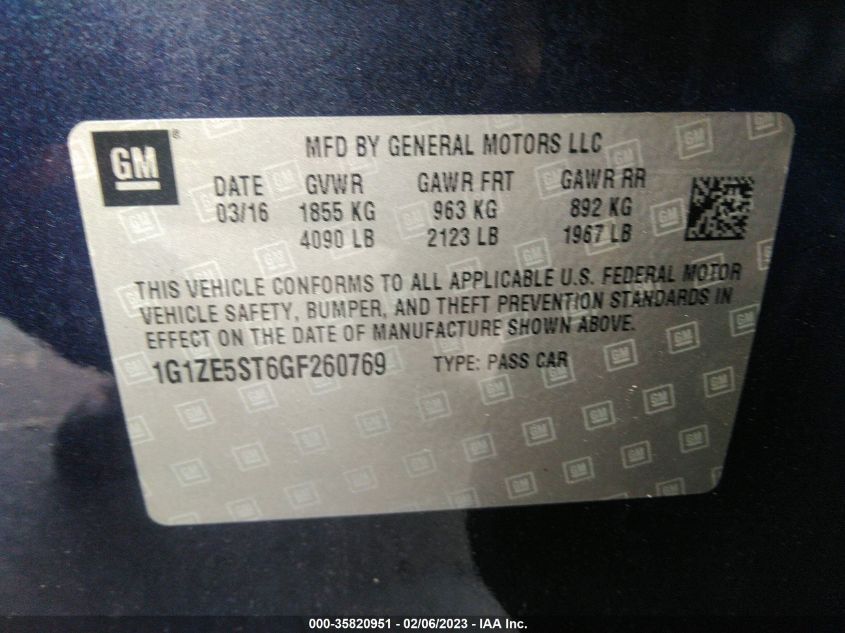 GM ®
MFD BY GENERAL MOTORS LLC
DATE GVWR GAWR FRT GAWR RR
03/16 1855 KG 963 KG 892 KG
4090 LB 2123 LB 1967 LB
THIS VEHICLE CONFORMS TO ALL APPLICABLE U.S. FEDERAL MOTOR
VEHICLE SAFETY, BUMPER, AND THEFT PREVENTION STANDARDS IN
EFFECT ON THE DATE OF MANUFACTURE SHOWN ABOVE.
1G1ZE5ST6GF260769 TYPE: PASS CAR
000-35820951 - 02/06/2023 - IAA Inc.